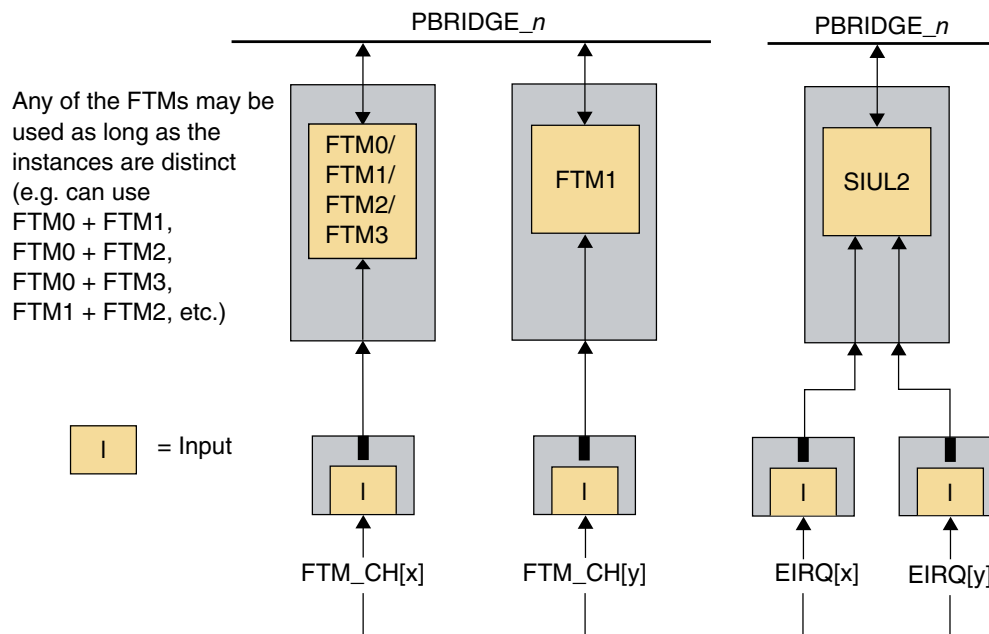 PBRIDGE_n
PBRIDGE_n
Any of the FTMs may be
used as long as the
instances are distinct
(e.g. can use
FTM0 + FTM1,
FTM0 + FTM2,
FTM0 + FTM3,
FTM1 + FTM2, etc.)
FTM0/
FTM1/
FTM2/
FTM3
FTM1
SIUL2
I
= Input
I
I
I
I
FTM_CH[x]
FTM_CH[y]
EIRQ[x]
EIRQ[y]